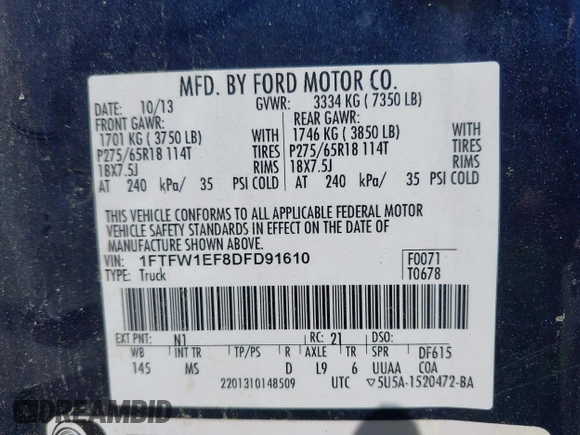 MFD. BY FORD MOTOR CO.
DATE: 10/13 GVWR: 3334 KG ( 7350 LB)
FRONT GAWR: REAR GAWR:
1701 KG ( 3750 LB) WITH 1746 KG ( 3850 LB) WITH
P275/65R18 114T TIRES P275/65R18 114T TIRES
18X7.5J RIMS 18X7.5J RIMS
AT 240 kPa/ 35 PSI COLD AT 240 kPa/ 35 PSI COLD
THIS VEHICLE CONFORMS TO ALL APPLICABLE FEDERAL MOTOR
VEHICLE SAFETY STANDARDS IN EFFECT ON THE DATE OF
MANUFACTURE SHOWN ABOVE.
VIN: 1FTFW1EF8DFD91610 F0071
TYPE: Truck T0678
EXT PNT: N1 RC: 21 DSO:
WB INT TR TP/PS R AXLE TR SPR DF615
145 MS D L9 6 UUAA COA
2201310148509 UTC ▽5U5A-1520472-BA
DREAMBID